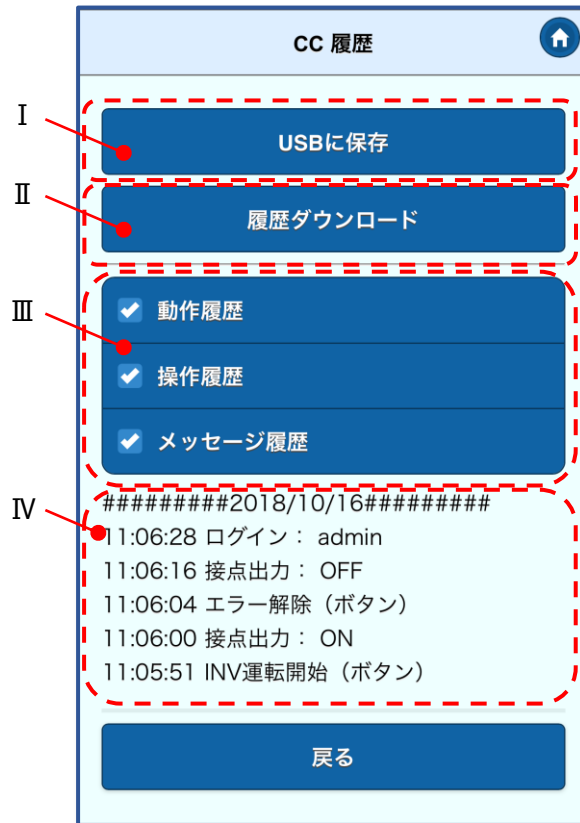 CC 履歴
Ⅰ
USBに保存
Ⅱ
履歴ダウンロード
Ⅲ
動作履歴
操作履歴
メッセージ履歴
Ⅳ
#########2018/10/16#########
11:06:28 ログイン： admin
11:06:16 接点出力： OFF
11:06:04 エラー解除（ボタン）
11:06:00 接点出力： ON
11:05:51 INV運転開始（ボタン）
戻る